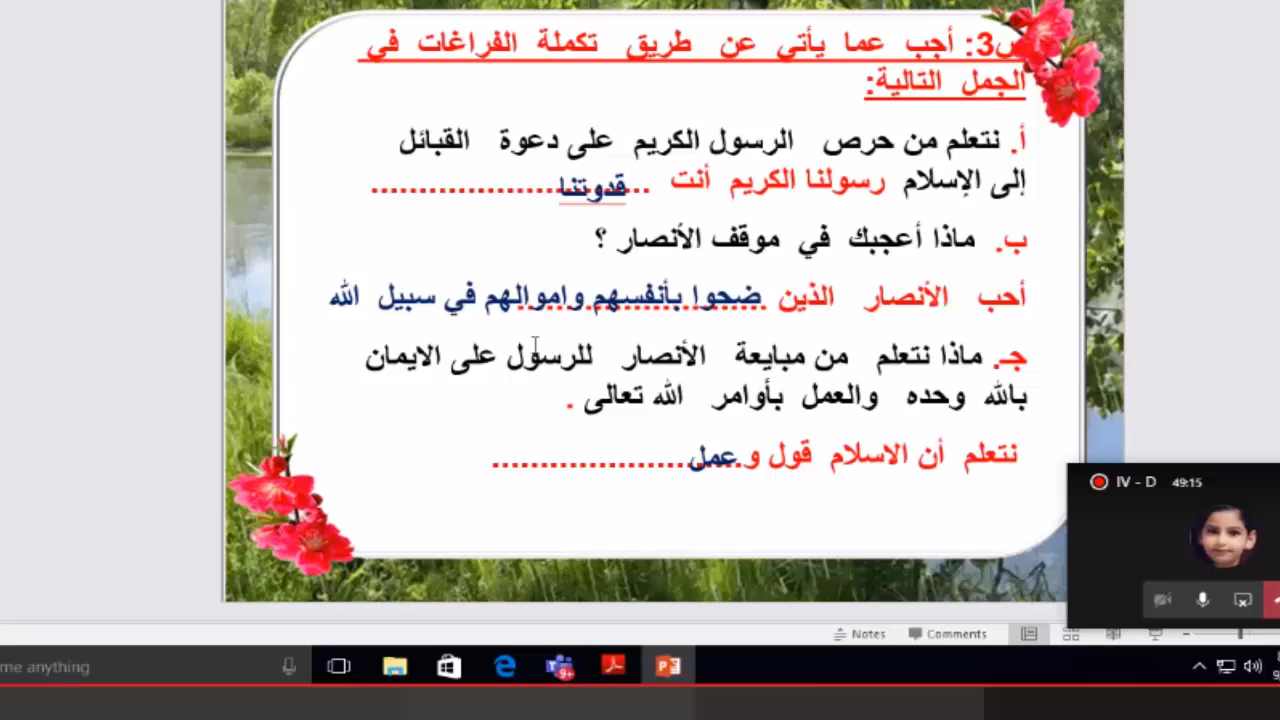 س3: أجب عما يأتي عن طريق تكملة الفراغات في
الجمل التالية:
أ. نتعلم من حرص الرسول الكريم على دعوة القبائل
إلى الإسلام رسولنا الكريم أنت ...قدوتنا.......................
ب. ماذا أعجبك في موقف الأنصار ؟
أحب الأنصار الذين ضحوا بأنفسهم واموالهم في سبيل الله
جـ. ماذا نتعلم من مبايعة الأنصار للرسول على الايمان
بالله وحده والعمل بأوامر الله تعالى .
نتعلم أن الاسلام قول و عمل........................
IV - D 49:15
Notes Comments
me anything
9+